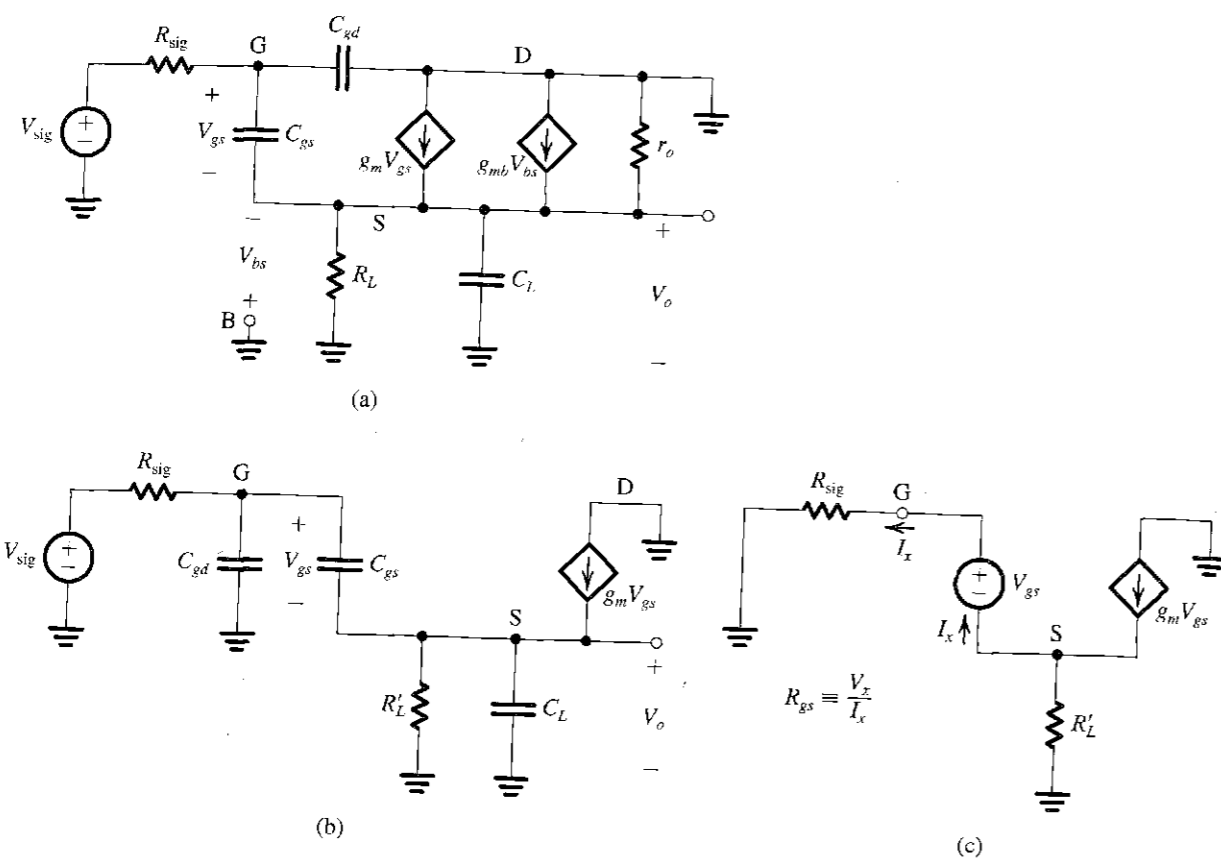 C_gd
R_sig
G
D
+
V_sig
+
−
V_gs
C_gs
−
g_m V_gs
g_mb V_bs
r_o
−
S
+
V_bs
R_L
C_L
V_o
+
B
−
(a)
R_sig
G
D
V_sig
+
−
C_gd
+
V_gs
−
C_gs
g_m V_gs
S
+
R'_L
C_L
V_o
−
(b)
R_sig
G
I_x
+
−
V_gs
g_m V_gs
I_x
S
R_gs ≡ V_x / I_x
R'_L
(c)